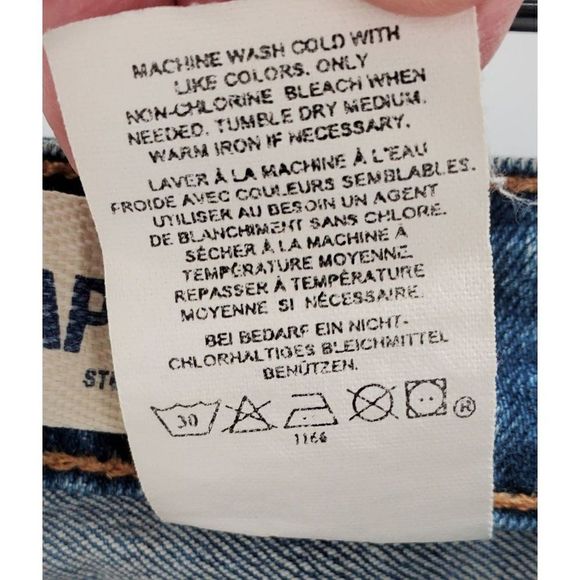 MACHINE WASH COLD WITH
LIKE COLORS. ONLY
NON-CHLORINE BLEACH WHEN
NEEDED. TUMBLE DRY MEDIUM.
WARM IRON IF NECESSARY.
LAVER À LA MACHINE À L'EAU
FROIDE AVEC COULEURS SEMBLABLES.
UTILISER AU BESOIN UN AGENT
DE BLANCHIMENT SANS CHLORE.
SÉCHER À LA MACHINE À
TEMPÉRATURE MOYENNE
REPASSER À TEMPÉRATURE
MOYENNE SI NÉCESSAIRE.
BEI BEDARF EIN NICHT-
CHLORHALTIGES BLEICHMITTEL
BENÜTZEN.
30 ®
1166
AP
ST